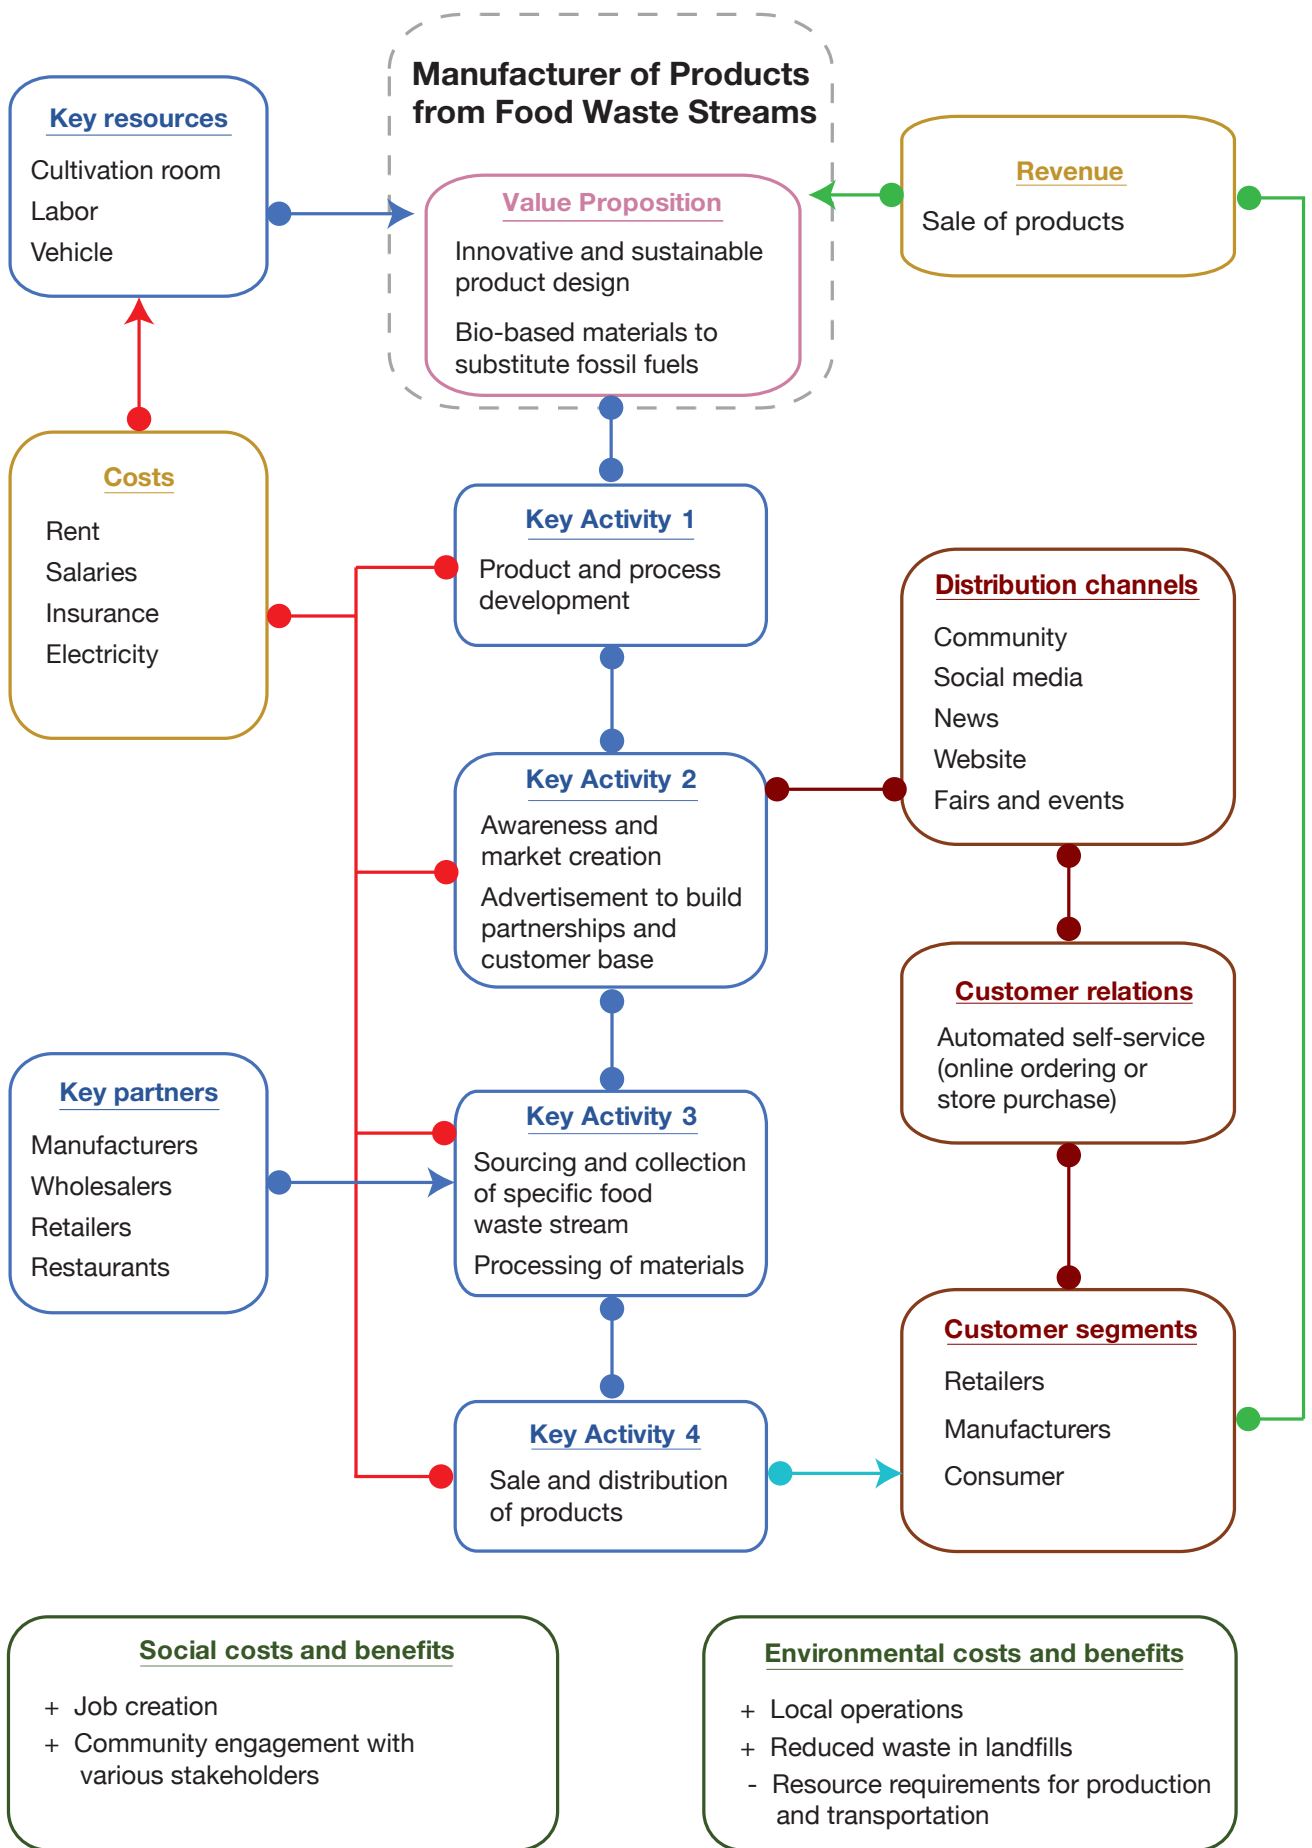 Manufacturer of Products
from Food Waste Streams
Key resources
Cultivation room
Labor
Vehicle
Value Proposition
Innovative and sustainable
product design
Bio-based materials to
substitute fossil fuels
Revenue
Sale of products
Costs
Rent
Salaries
Insurance
Electricity
Key Activity 1
Product and process
development
Key Activity 2
Awareness and
market creation
Advertisement to build
partnerships and
customer base
Distribution channels
Community
Social media
News
Website
Fairs and events
Customer relations
Automated self-service
(online ordering or
store purchase)
Key partners
Manufacturers
Wholesalers
Retailers
Restaurants
Key Activity 3
Sourcing and collection
of specific food
waste stream
Processing of materials
Key Activity 4
Sale and distribution
of products
Customer segments
Retailers
Manufacturers
Consumer
Social costs and benefits
+ Job creation
+ Community engagement with
various stakeholders
Environmental costs and benefits
+ Local operations
+ Reduced waste in landfills
- Resource requirements for production
and transportation